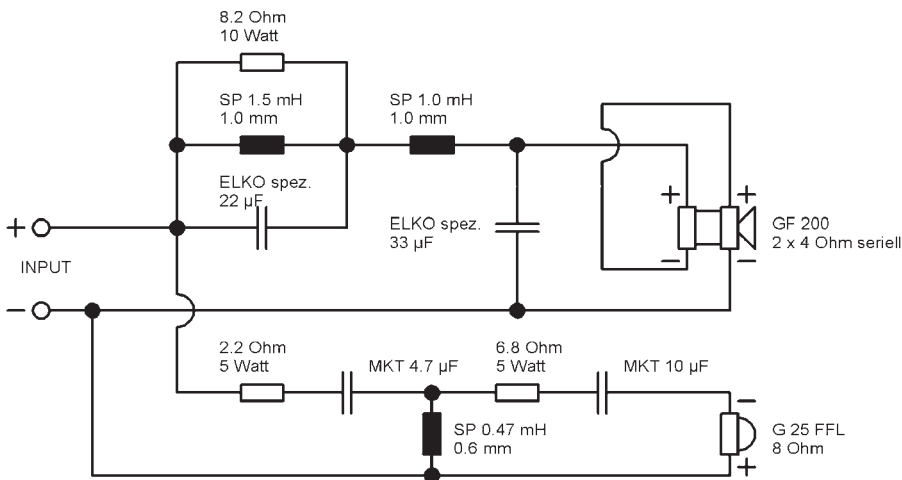 8.2 Ohm
10 Watt
SP 1.5 mH
1.0 mm
SP 1.0 mH
1.0 mm
ELKO spez.
22 µF
ELKO spez.
33 µF
+
INPUT
−
+
+
−
−
GF 200
2 x 4 Ohm seriell
2.2 Ohm
5 Watt
MKT 4.7 µF
6.8 Ohm
5 Watt
MKT 10 µF
SP 0.47 mH
0.6 mm
−
+
G 25 FFL
8 Ohm